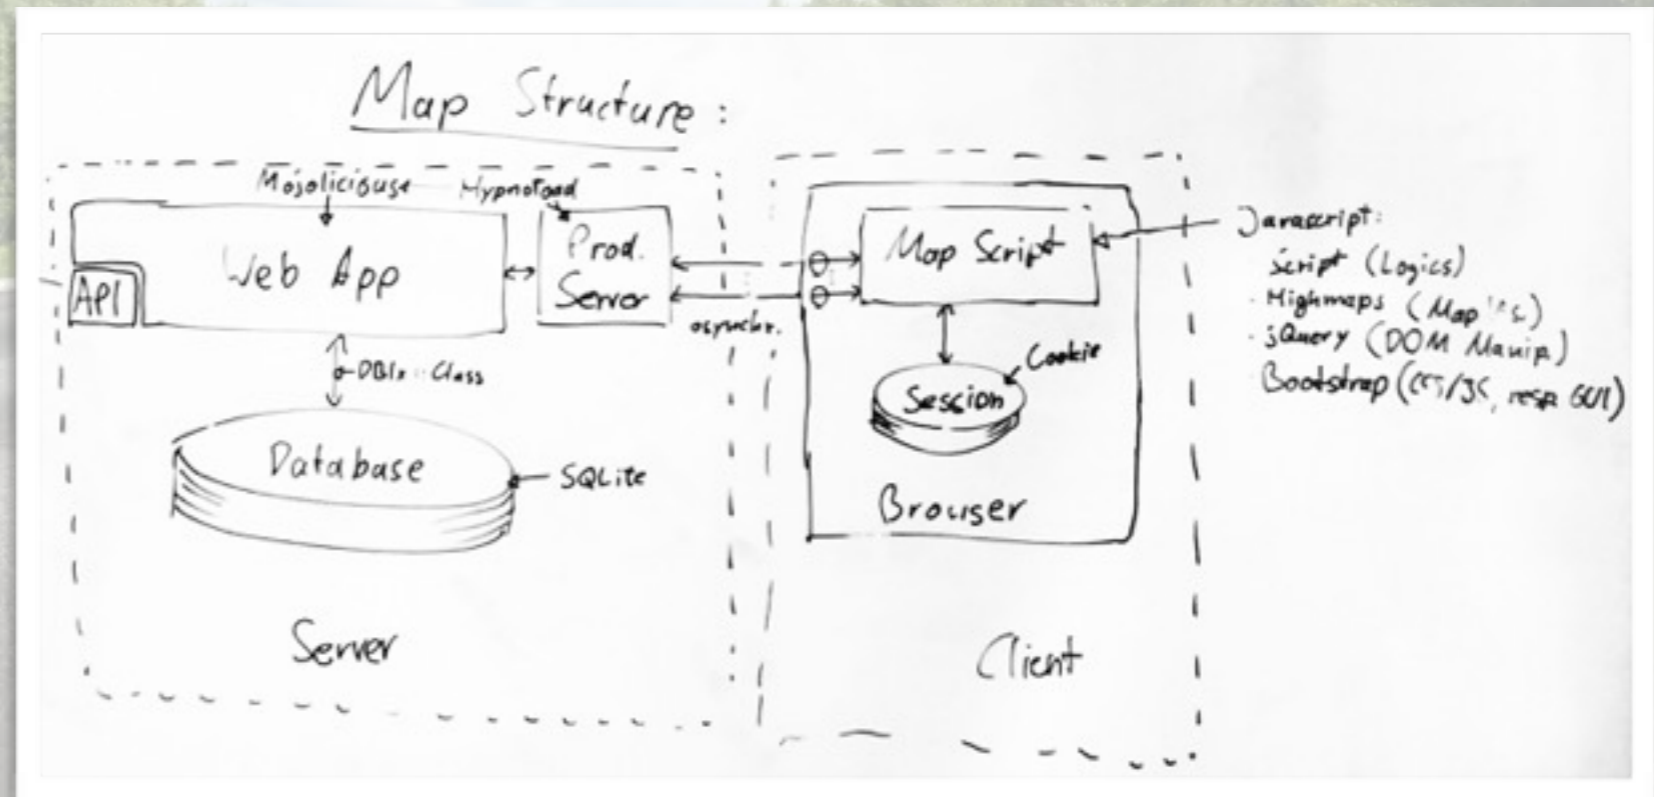 Map Structure:
Mojoliciouse
Hypnotoad
Web App
API
Prod.
Server
asynchr.
DBIx::Class
Database
SQLite
Server
Map Script
Cookie
Session
Browser
Client
Javascript:
Script (Logics)
Highmaps (Map
jQuery (DOM Manip.)
Bootstrap (CSS/JS, resp. GUI)